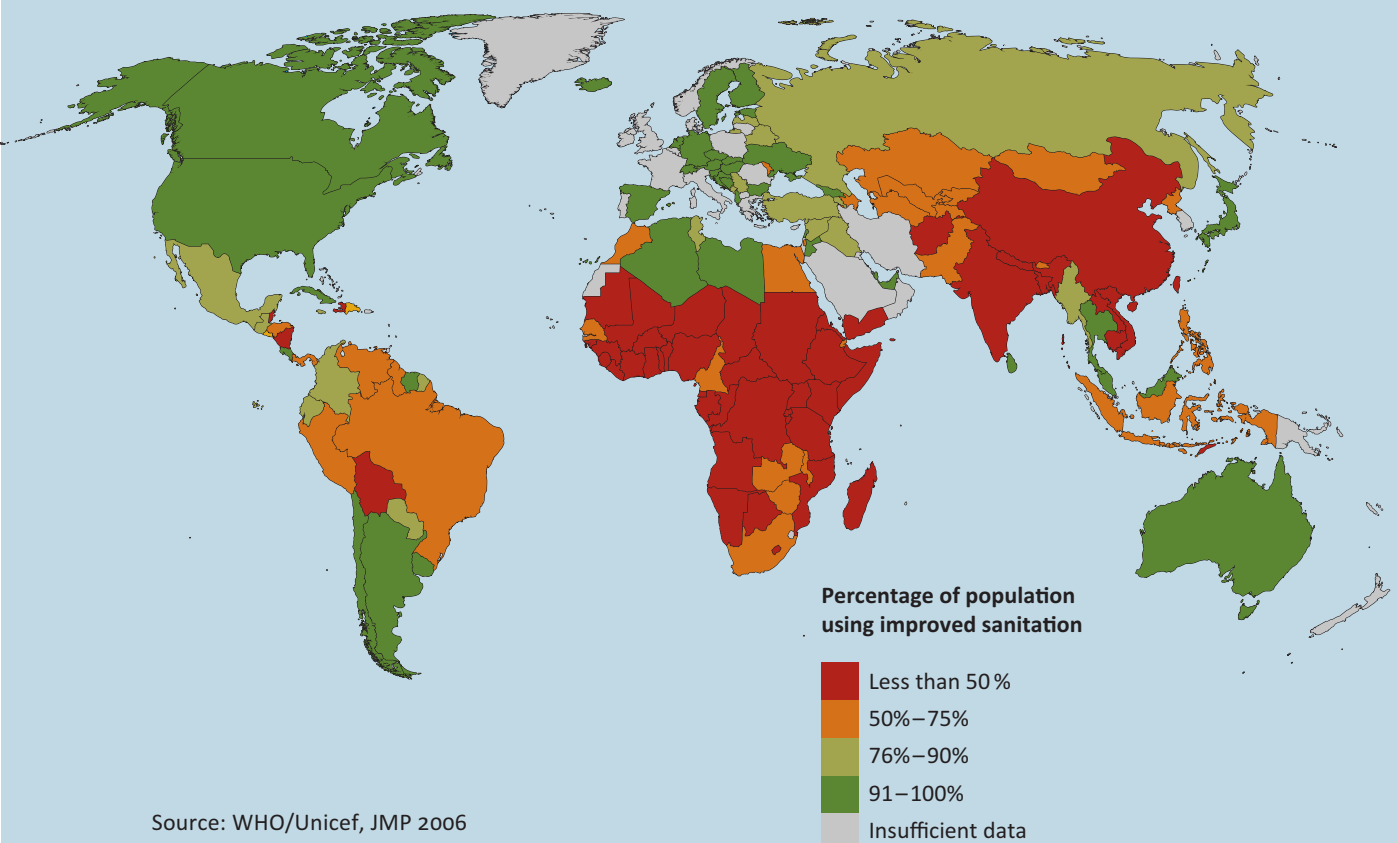 Percentage of population
using improved sanitation
Less than 50 %
50%–75%
76%–90%
91–100%
Insufficient data
Source: WHO/Unicef, JMP 2006